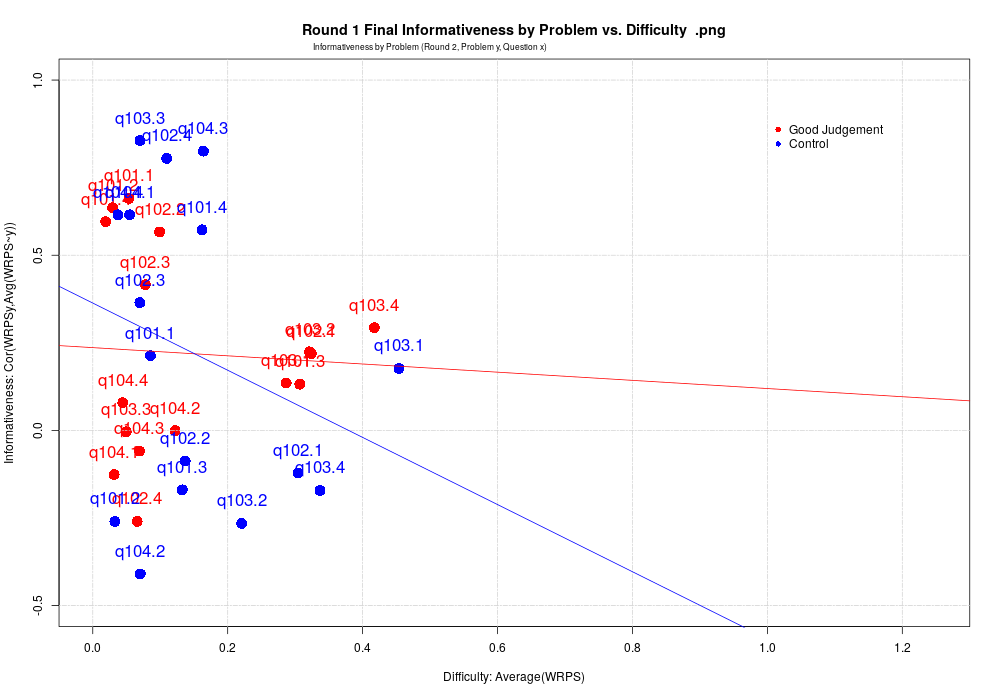 Round 1 Final Informativeness by Problem vs. Difficulty .png
Informativeness by Problem (Round 2, Problem y, Question x)
Informativeness: Cor(WRPSy,Avg(WRPS~y))
1.0
0.5
0.0
-0.5
Good Judgement
Control
q103.3
q102.4
q104.3
q101.1
q101.2
q102.2
q101.4
q102.3
q102.3
q101.1
q103.4
q103.1
q101.3
q104.4
q103.3
q104.2
q104.3
q102.2
q104.1
q101.3
q102.1
q103.4
q101.2
q102.4
q103.2
q104.2
0.0
0.2
0.4
0.6
0.8
1.0
1.2
Difficulty: Average(WRPS)